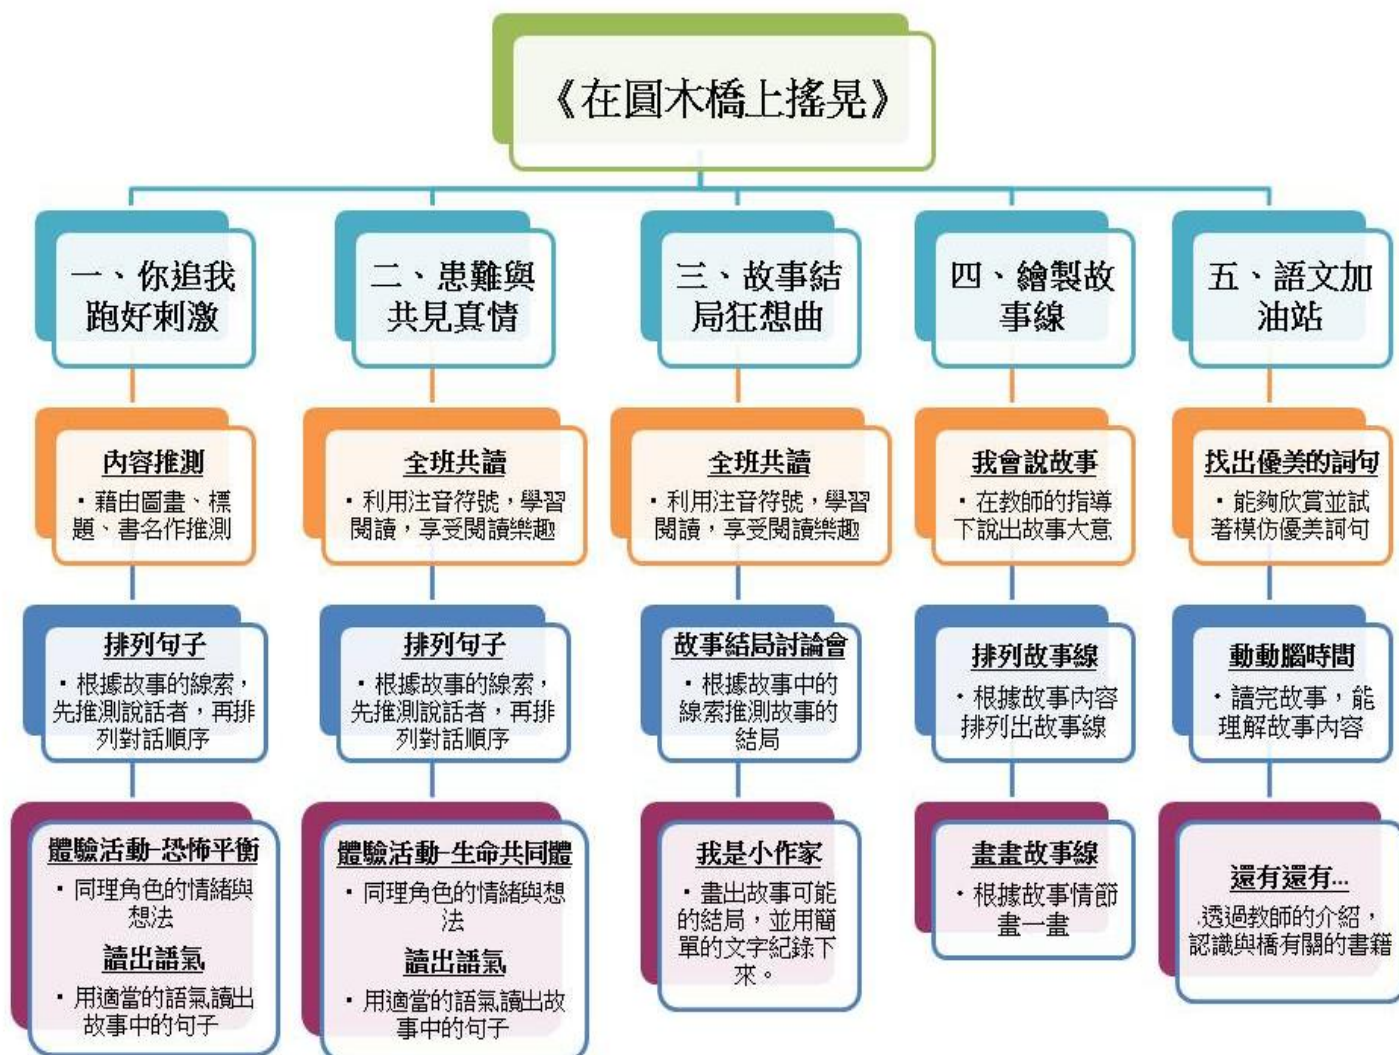 《在圓木橋上搖晃》
一、你追我
跑好刺激
二、患難與
共見真情
三、故事結
局狂想曲
四、繪製故
事線
五、語文加
油站
內容推測
▪ 藉由圖畫、標
題、書名作推測
全班共讀
▪ 利用注音符號，學習
閱讀，享受閱讀樂趣
全班共讀
▪ 利用注音符號，學習
閱讀，享受閱讀樂趣
我會說故事
▪ 在教師的指導
下說出故事大意
找出優美的詞句
▪ 能夠欣賞並試
著模仿優美詞句
排列句子
▪ 根據故事的線索，
先推測說話者，再排
列對話順序
排列句子
▪ 根據故事的線索，
先推測說話者，再排
列對話順序
故事結局討論會
▪ 根據故事中的
線索推測故事的
結局
排列故事線
▪ 根據故事內容
排列出故事線
動動腦時間
▪ 讀完故事，能
理解故事內容
體驗活動-恐怖平衡
▪ 同理角色的情緒與
想法
讀出語氣
▪ 用適當的語氣讀出
故事中的句子
體驗活動-生命共同體
▪ 同理角色的情緒與想
法
讀出語氣
▪ 用適當的語氣讀出故
事中的句子
我是小作家
▪ 畫出故事可能
的結局，並用簡
單的文字紀錄下
來。
畫畫故事線
▪ 根據故事情節
畫一畫
還有還有...
.透過教師的介紹，
認識與橋有關的書籍